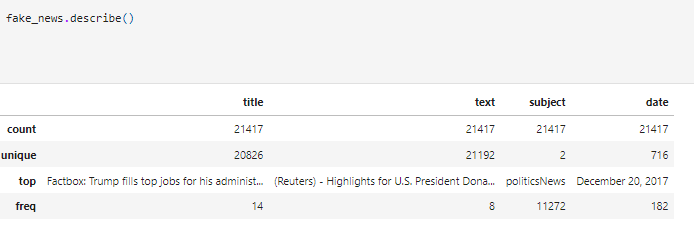 fake_news.describe()
title text subject date
count 21417 21417 21417 21417
unique 20826 21192 2 716
top Factbox: Trump fills top jobs for his administ... (Reuters) - Highlights for U.S. President Dona... politicsNews December 20, 2017
freq 14 8 11272 182